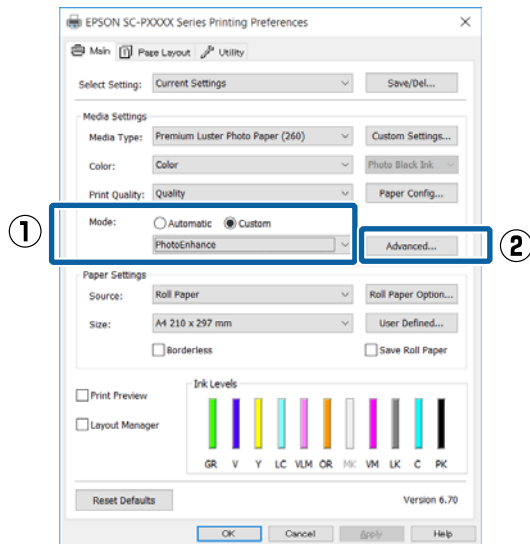 EPSON SC-PXXXX Series Printing Preferences
Main Page Layout Utility
Select Setting: Current Settings Save/Del...
Media Settings
Media Type: Premium Luster Photo Paper (260) Custom Settings...
Color: Color Photo Black Ink
Print Quality: Quality Paper Config...
① Mode: Automatic Custom
PhotoEnhance Advanced... ②
Paper Settings
Source: Roll Paper Roll Paper Option...
Size: A4 210 x 297 mm User Defined...
Borderless Save Roll Paper
Ink Levels
Print Preview
Layout Manager
GR V Y LC VLM OR MK VM LK C PK
Reset Defaults Version 6.70
OK Cancel Apply Help